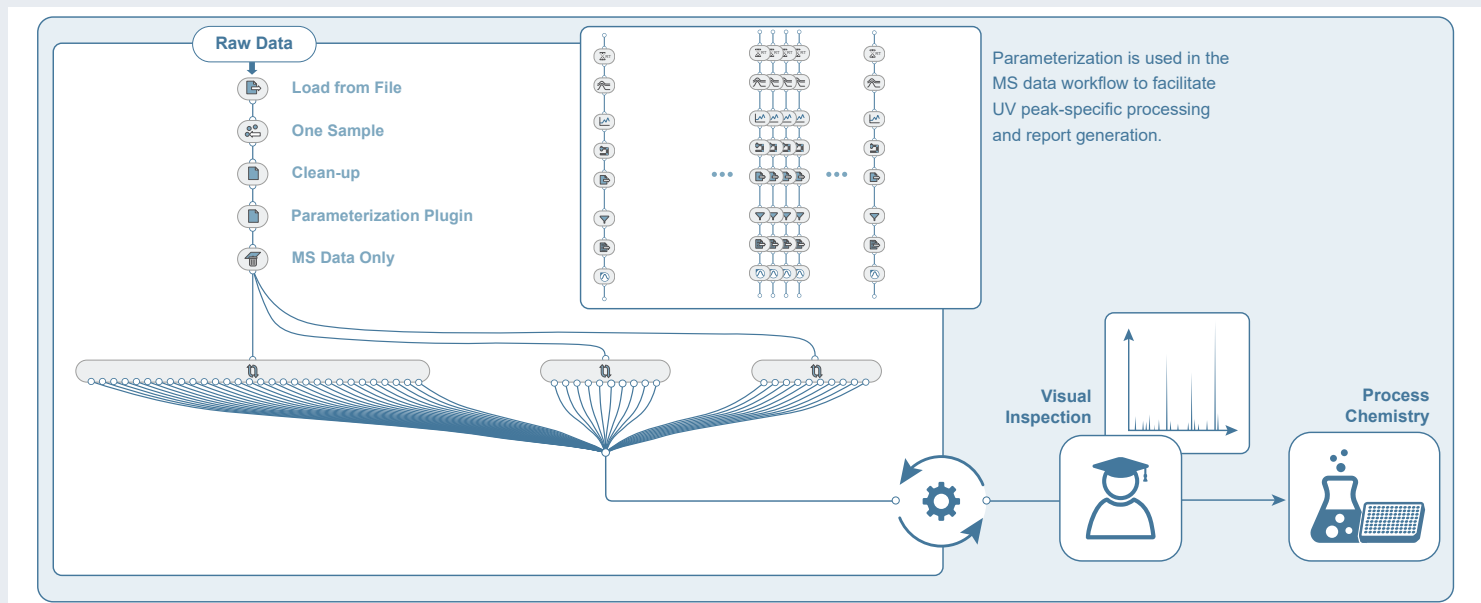 Raw Data
Load from File
One Sample
Clean-up
Parameterization Plugin
MS Data Only
Parameterization is used in the
MS data workflow to facilitate
UV peak-specific processing
and report generation.
Visual
Inspection
Process
Chemistry